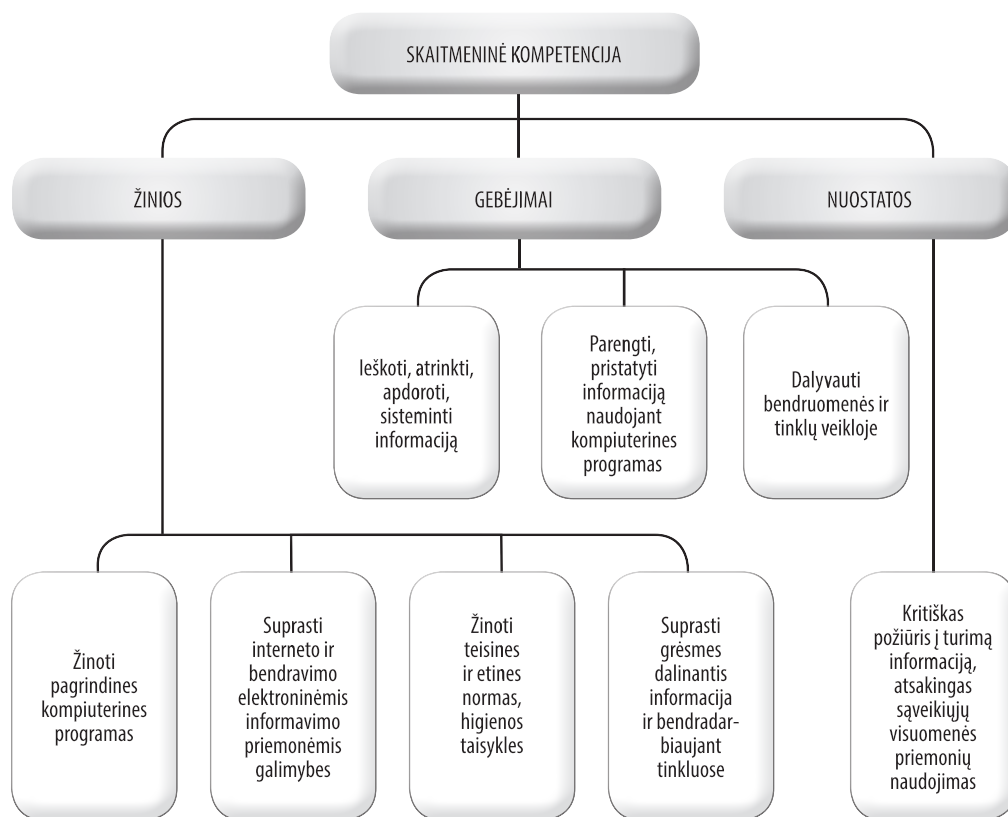 SKAITMENINĖ KOMPETENCIJA
ŽINIOS
GEBĖJIMAI
NUOSTATOS
Ieškoti, atrinkti,
apdoroti,
sisteminti
informaciją
Parengti,
pristatyti
informaciją
naudojant
kompiuterines
programas
Dalyvauti
bendruomenės ir
tinklų veikloje
Žinoti
pagrindines
kompiuterines
programas
Suprasti
interneto ir
bendravimo
elektroninėmis
informavimo
priemonėmis
galimybes
Žinoti
teisines
ir etines
normas,
higienos
taisykles
Suprasti
grėsmes
dalinantis
informacija
ir bendradar-
biaujant
tinkluose
Kritiškas
požiūris į turimą
informaciją,
atsakingas
sąveikiųjų
visuomenės
priemonių
naudojimas